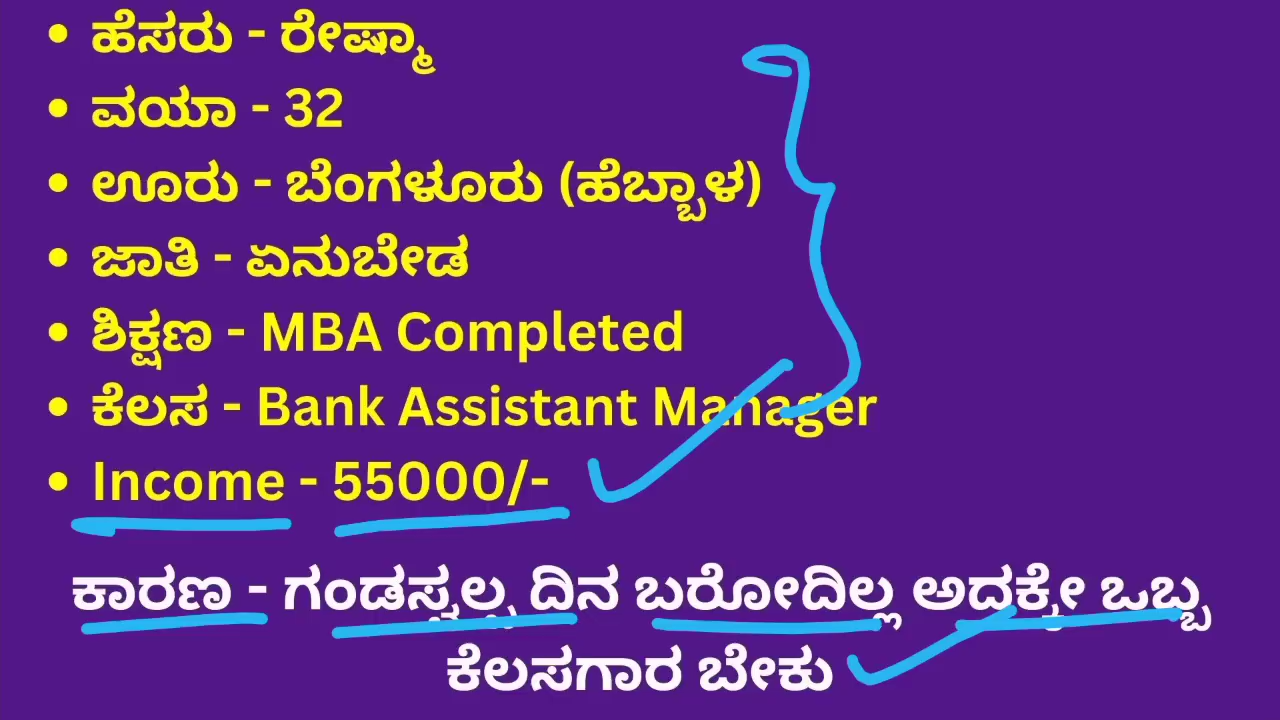 • ಹೆಸರು - ರೇಷ್ಮಾ
• ವಯಾ - 32
• ಊರು - ಬೆಂಗಳೂರು (ಹೆಬ್ಬಾಳ)
• ಜಾತಿ - ಏನುಬೇಡ
• ಶಿಕ್ಷಣ - MBA Completed
• ಕೆಲಸ - Bank Assistant Manager
• Income - 55000/-
ಕಾರಣ - ಗಂಡಸ್ವಲ್ಪ ದಿನ ಬರೋದಿಲ್ಲ ಅದಕ್ಕೇ ಒಬ್ಬ
ಕೆಲಸಗಾರ ಬೇಕು